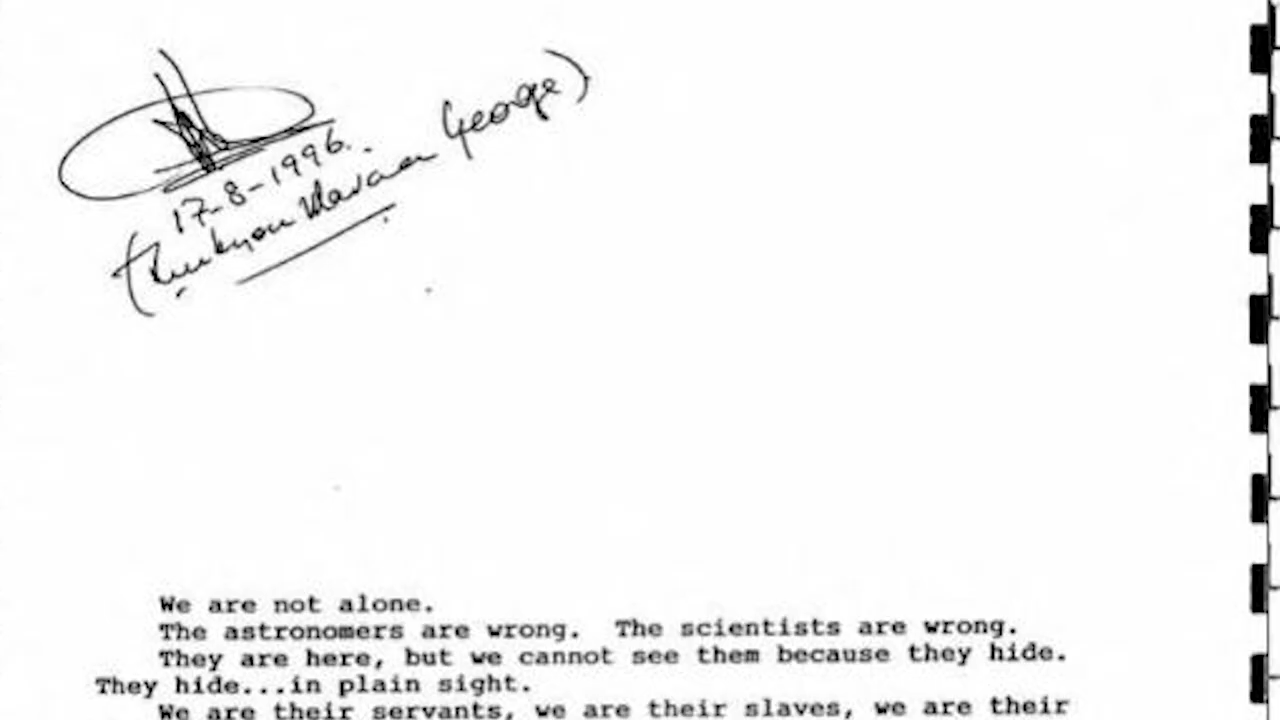 17-8-1996.
George)
We are not alone.
The astronomers are wrong. The scientists are wrong.
They are here, but we cannot see them because they hide.
They hide...in plain sight.
We are their servants, we are their slaves, we are their